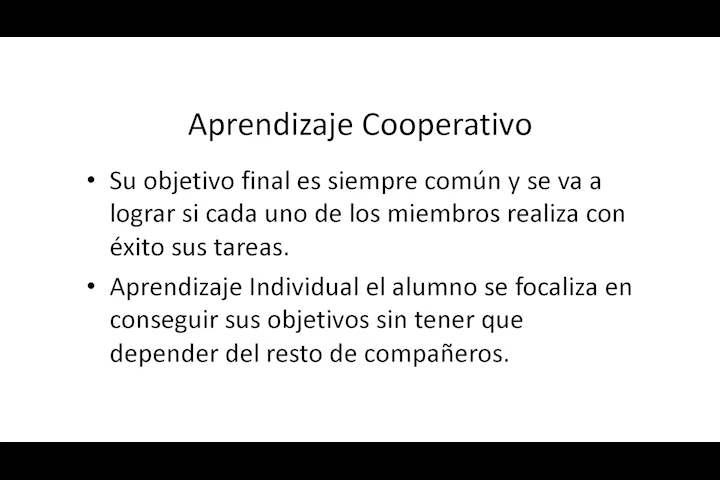 Aprendizaje Cooperativo
• Su objetivo final es siempre común y se va a
lograr si cada uno de los miembros realiza con
éxito sus tareas.
• Aprendizaje Individual el alumno se focaliza en
conseguir sus objetivos sin tener que
depender del resto de compañeros.